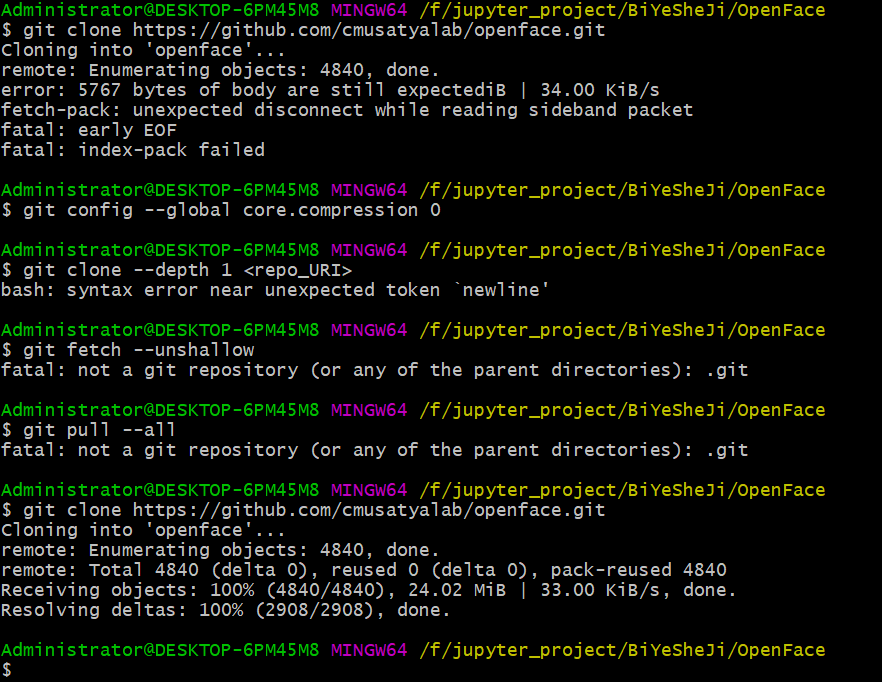 Administrator@DESKTOP-6PM45M8 MINGW64 /f/jupyter_project/BiYeSheJi/OpenFace
$ git clone https://github.com/cmusatyalab/openface.git
Cloning into 'openface'...
remote: Enumerating objects: 4840, done.
error: 5767 bytes of body are still expectediB | 34.00 KiB/s
fetch-pack: unexpected disconnect while reading sideband packet
fatal: early EOF
fatal: index-pack failed
Administrator@DESKTOP-6PM45M8 MINGW64 /f/jupyter_project/BiYeSheJi/OpenFace
$ git config --global core.compression 0
Administrator@DESKTOP-6PM45M8 MINGW64 /f/jupyter_project/BiYeSheJi/OpenFace
$ git clone --depth 1 <repo_URI>
bash: syntax error near unexpected token `newline'
Administrator@DESKTOP-6PM45M8 MINGW64 /f/jupyter_project/BiYeSheJi/OpenFace
$ git fetch --unshallow
fatal: not a git repository (or any of the parent directories): .git
Administrator@DESKTOP-6PM45M8 MINGW64 /f/jupyter_project/BiYeSheJi/OpenFace
$ git pull --all
fatal: not a git repository (or any of the parent directories): .git
Administrator@DESKTOP-6PM45M8 MINGW64 /f/jupyter_project/BiYeSheJi/OpenFace
$ git clone https://github.com/cmusatyalab/openface.git
Cloning into 'openface'...
remote: Enumerating objects: 4840, done.
remote: Total 4840 (delta 0), reused 0 (delta 0), pack-reused 4840
Receiving objects: 100% (4840/4840), 24.02 MiB | 33.00 KiB/s, done.
Resolving deltas: 100% (2908/2908), done.
Administrator@DESKTOP-6PM45M8 MINGW64 /f/jupyter_project/BiYeSheJi/OpenFace
$